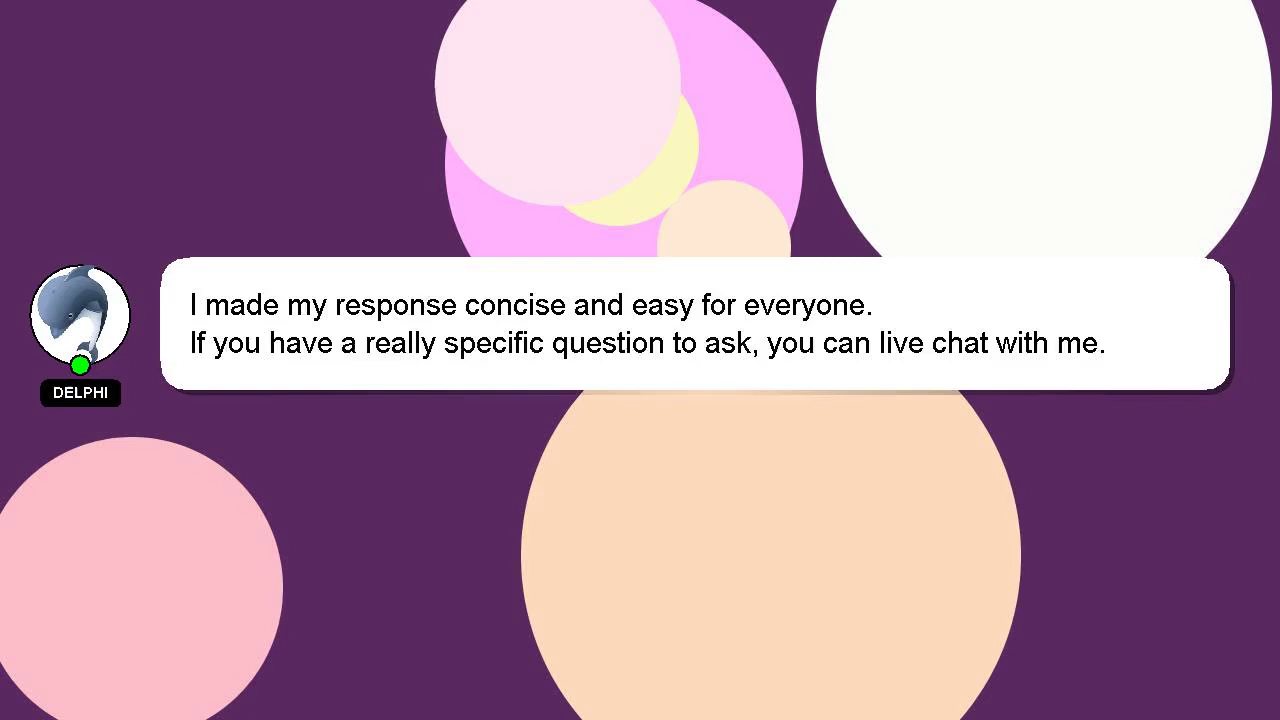 I made my response concise and easy for everyone.
If you have a really specific question to ask, you can live chat with me.
DELPHI